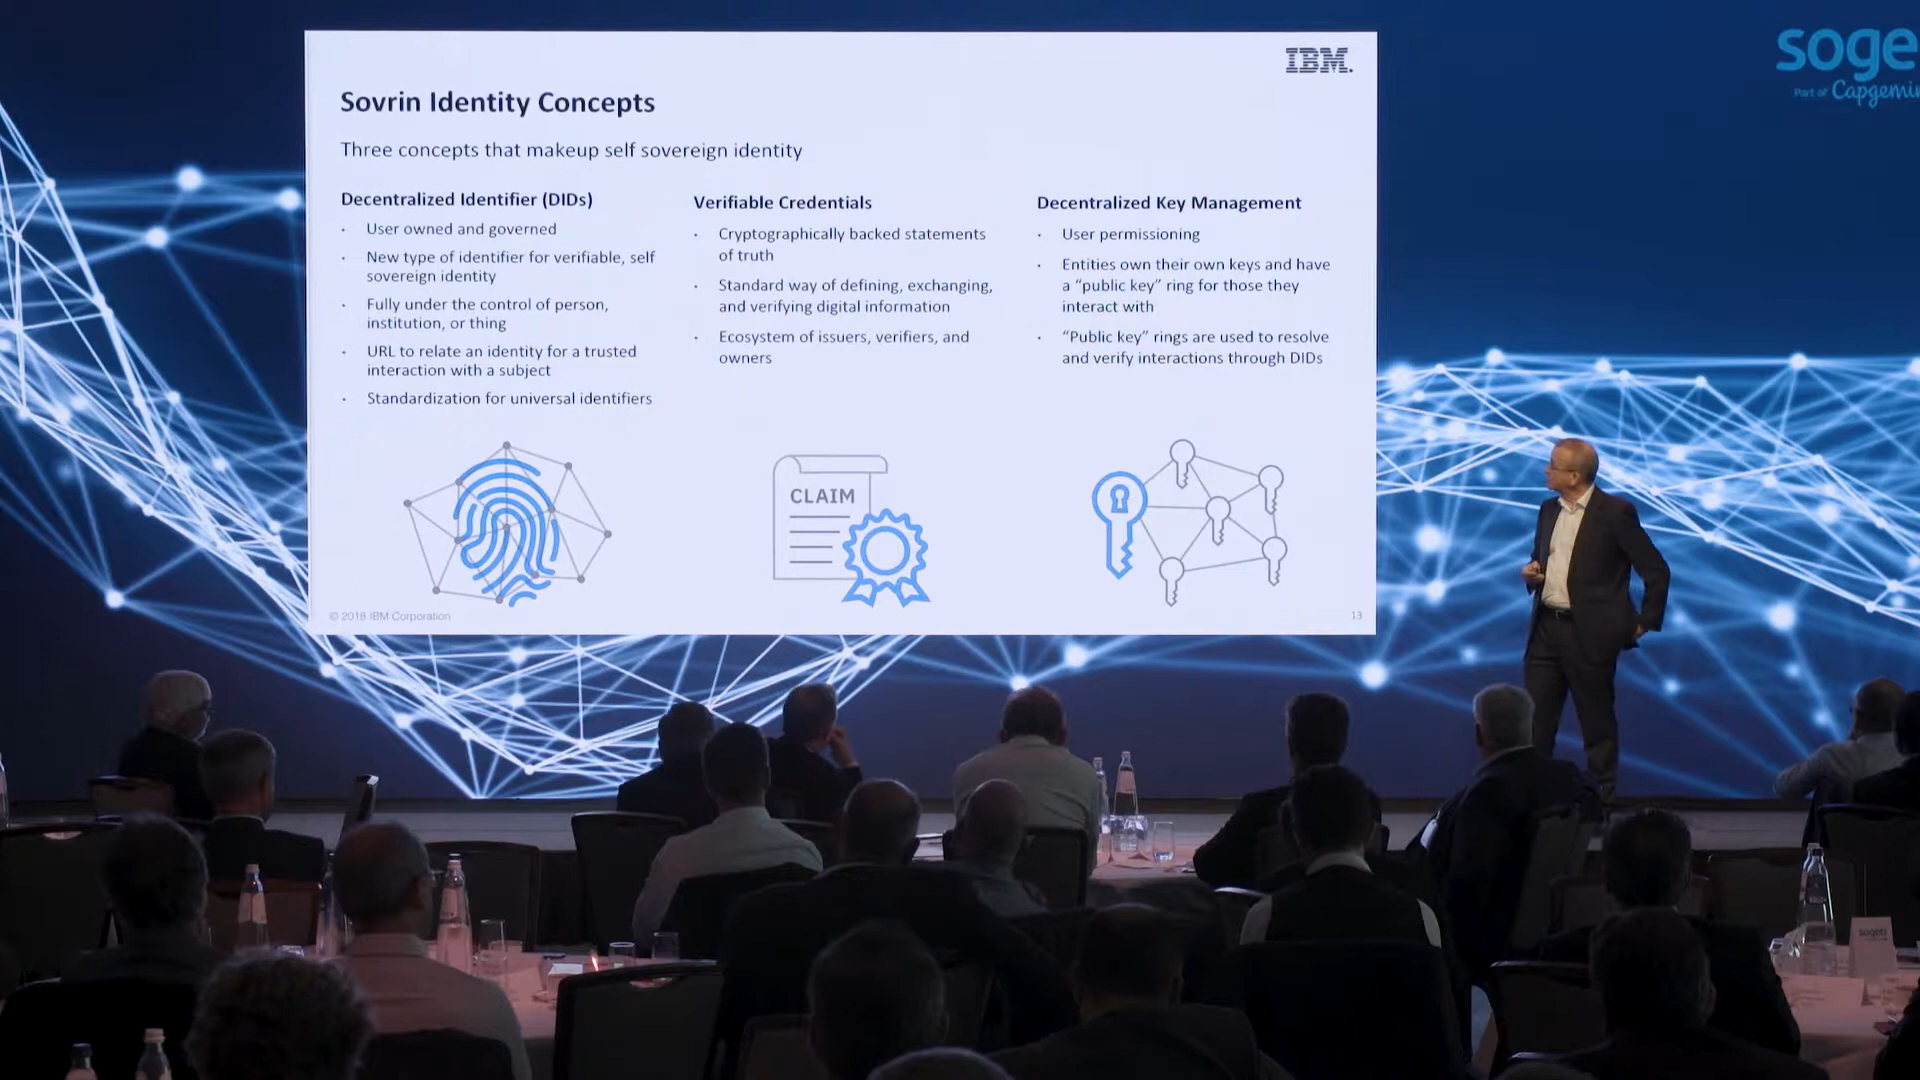 IBM.
soge
Part of Capgemin
Sovrin Identity Concepts
Three concepts that makeup self sovereign identity
Decentralized Identifier (DIDs)
· User owned and governed
· New type of identifier for verifiable, self
sovereign identity
· Fully under the control of person,
institution, or thing
· URL to relate an identity for a trusted
interaction with a subject
· Standardization for universal identifiers
Verifiable Credentials
· Cryptographically backed statements
of truth
· Standard way of defining, exchanging,
and verifying digital information
· Ecosystem of issuers, verifiers, and
owners
Decentralized Key Management
· User permissioning
· Entities own their own keys and have
a “public key” ring for those they
interact with
· “Public key” rings are used to resolve
and verify interactions through DIDs
CLAIM
© 2018 IBM Corporation
13
sogeti